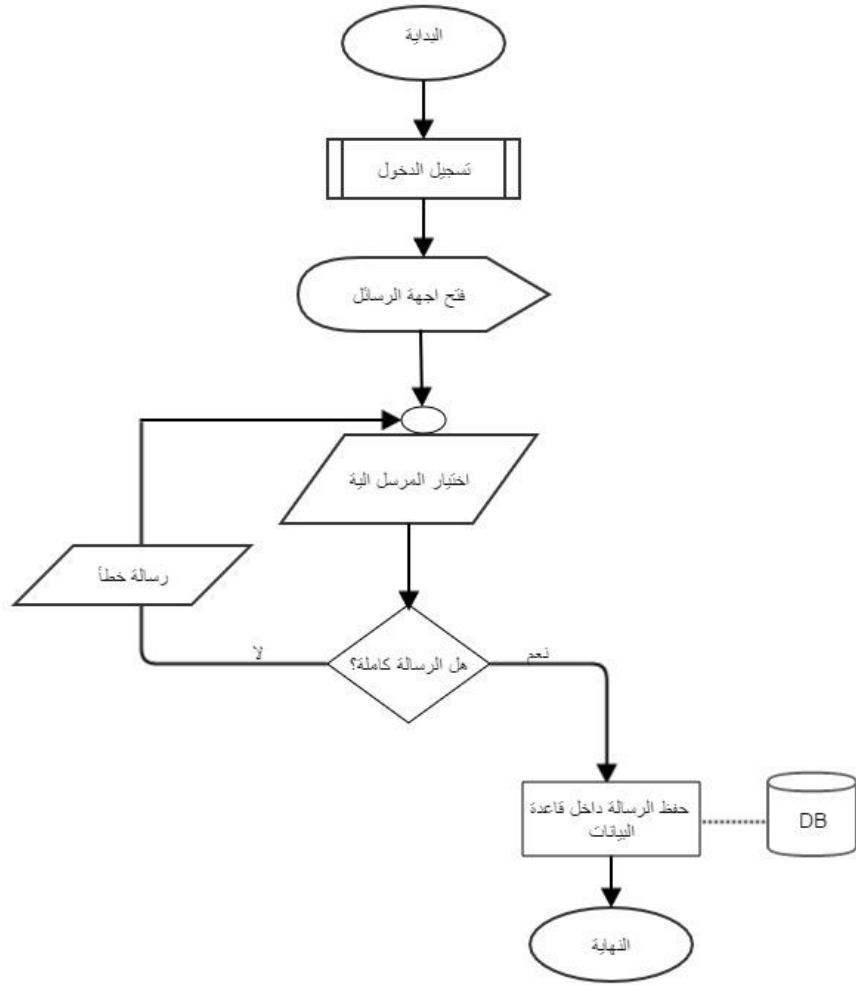 البداية
تسجيل الدخول
فتح اجهة الرسائل
اختيار المرسل الية
رسالة خطأ
هل الرسالة كاملة؟
لا
نعم
حفظ الرسالة داخل قاعدة
البيانات
DB
النهاية